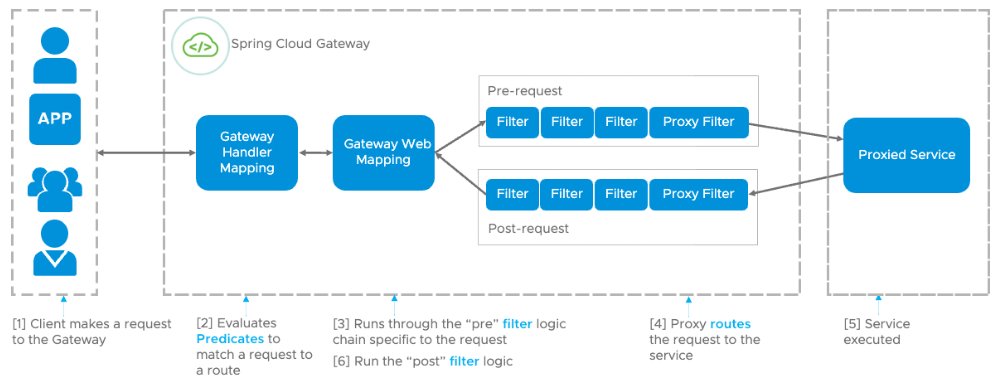 </>
Spring Cloud Gateway
APP
Gateway
Handler
Mapping
Gateway Web
Mapping
Pre-request
Filter
Filter
Filter
Proxy Filter
Filter
Filter
Filter
Proxy Filter
Post-request
Proxied Service
[1] Client makes a request
to the Gateway
[2] Evaluates
Predicates to
match a request to
a route
[3] Runs through the “pre” filter logic
chain specific to the request
[6] Run the “post” filter logic
[4] Proxy routes
the request to the
service
[5] Service
executed